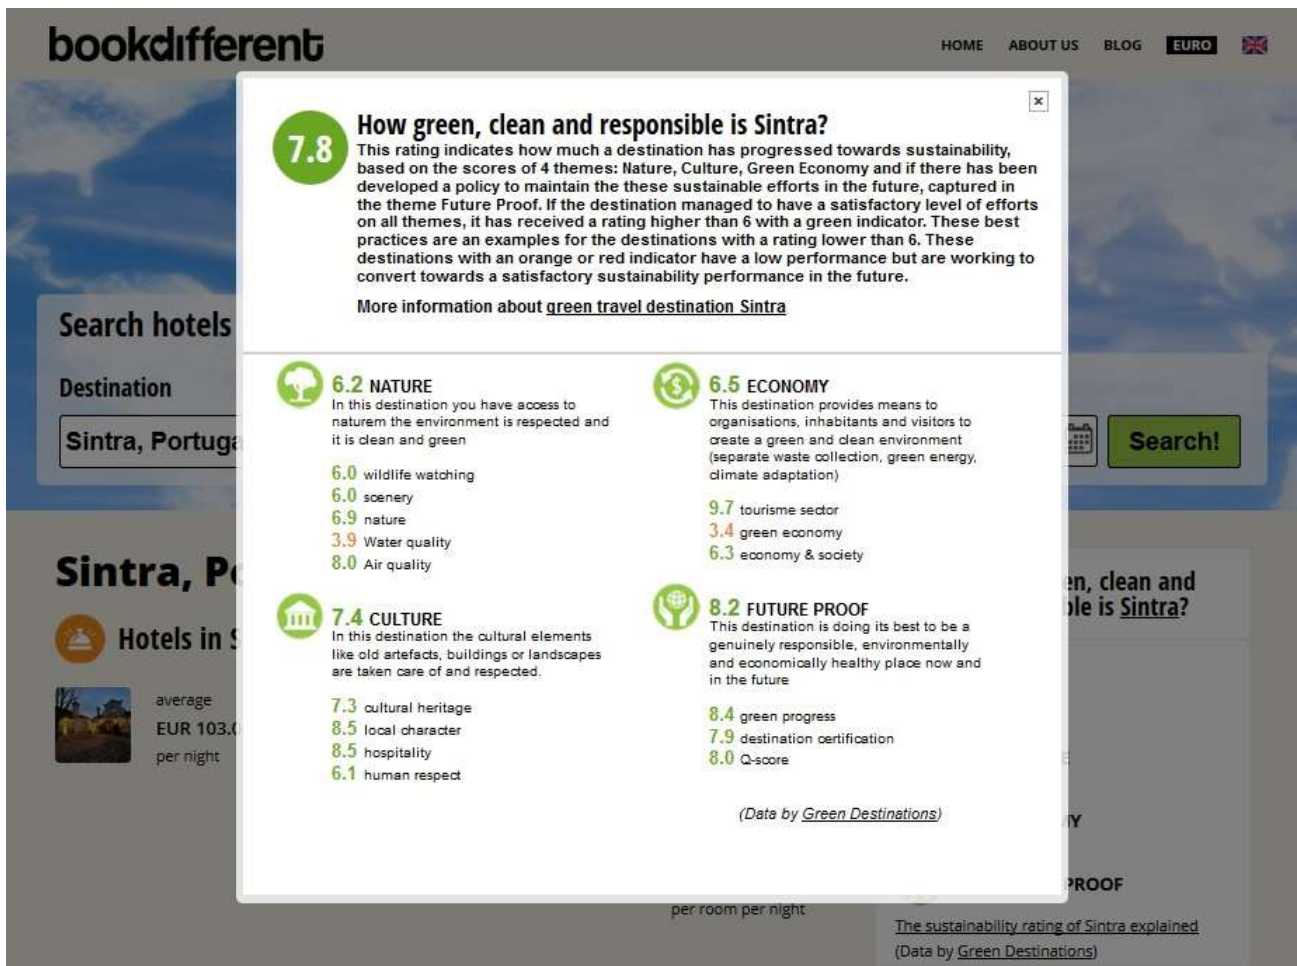 bookdifferent
HOME ABOUT US BLOG EURO
7.8
How green, clean and responsible is Sintra?
This rating indicates how much a destination has progressed towards sustainability,
based on the scores of 4 themes: Nature, Culture, Green Economy and if there has been
developed a policy to maintain the these sustainable efforts in the future, captured in
the theme Future Proof. If the destination managed to have a satisfactory level of efforts
on all themes, it has received a rating higher than 6 with a green indicator. These best
practices are an examples for the destinations with a rating lower than 6. These
destinations with an orange or red indicator have a low performance but are working to
convert towards a satisfactory sustainability performance in the future.
More information about green travel destination Sintra
Search hotels
Destination
Sintra, Portuga
Search!
6.2 NATURE
In this destination you have access to
naturem the environment is respected and
it is clean and green
6.0 wildlife watching
6.0 scenery
6.9 nature
3.9 Water quality
8.0 Air quality
6.5 ECONOMY
This destination provides means to
organisations, inhabitants and visitors to
create a green and clean environment
(separate waste collection, green energy,
climate adaptation)
9.7 tourisme sector
3.4 green economy
6.3 economy & society
7.4 CULTURE
In this destination the cultural elements
like old artefacts, buildings or landscapes
are taken care of and respected.
7.3 cultural heritage
8.5 local character
8.5 hospitality
6.1 human respect
8.2 FUTURE PROOF
This destination is doing its best to be a
genuinely responsible, environmentally
and economically healthy place now and
in the future
8.4 green progress
7.9 destination certification
8.0 Q-score
(Data by Green Destinations)
Sintra, P
Hotels in S
average
EUR 103.0
per night
per room per night
en, clean and
ble is Sintra?
E
MY
PROOF
The sustainability rating of Sintra explained
(Data by Green Destinations)